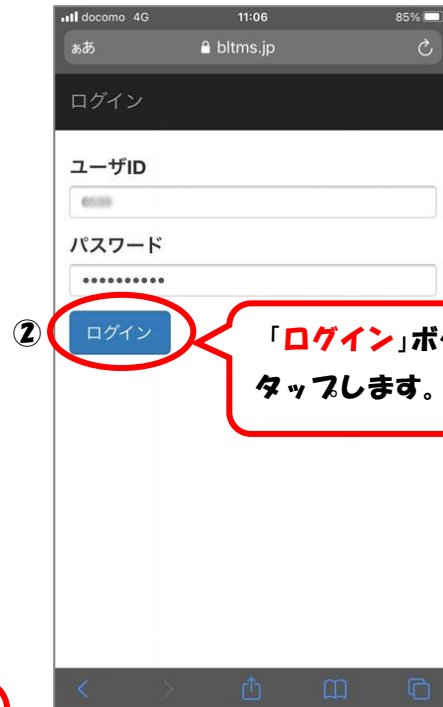 docomo 4G 11:06 85%
ぁあ bltms.jp
ログイン
ユーザID
パスワード
••••••••••
② ログイン
「ログイン」ボ
タップします。